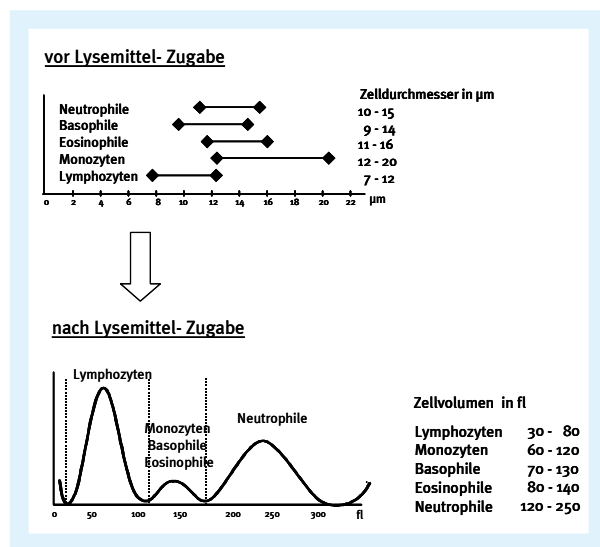 vor Lysemittel- Zugabe
Zelldurchmesser in µm
Neutrophile 10 - 15
Basophile 9 - 14
Eosinophile 11 - 16
Monozyten 12 - 20
Lymphozyten 7 - 12
0 2 4 6 8 10 12 14 16 18 20 22 µm
nach Lysemittel- Zugabe
Lymphozyten
Monozyten
Basophile
Eosinophile
Neutrophile
0 50 100 150 200 250 300 fl
Zellvolumen in fl
Lymphozyten 30 - 80
Monozyten 60 - 120
Basophile 70 - 130
Eosinophile 80 - 140
Neutrophile 120 - 250